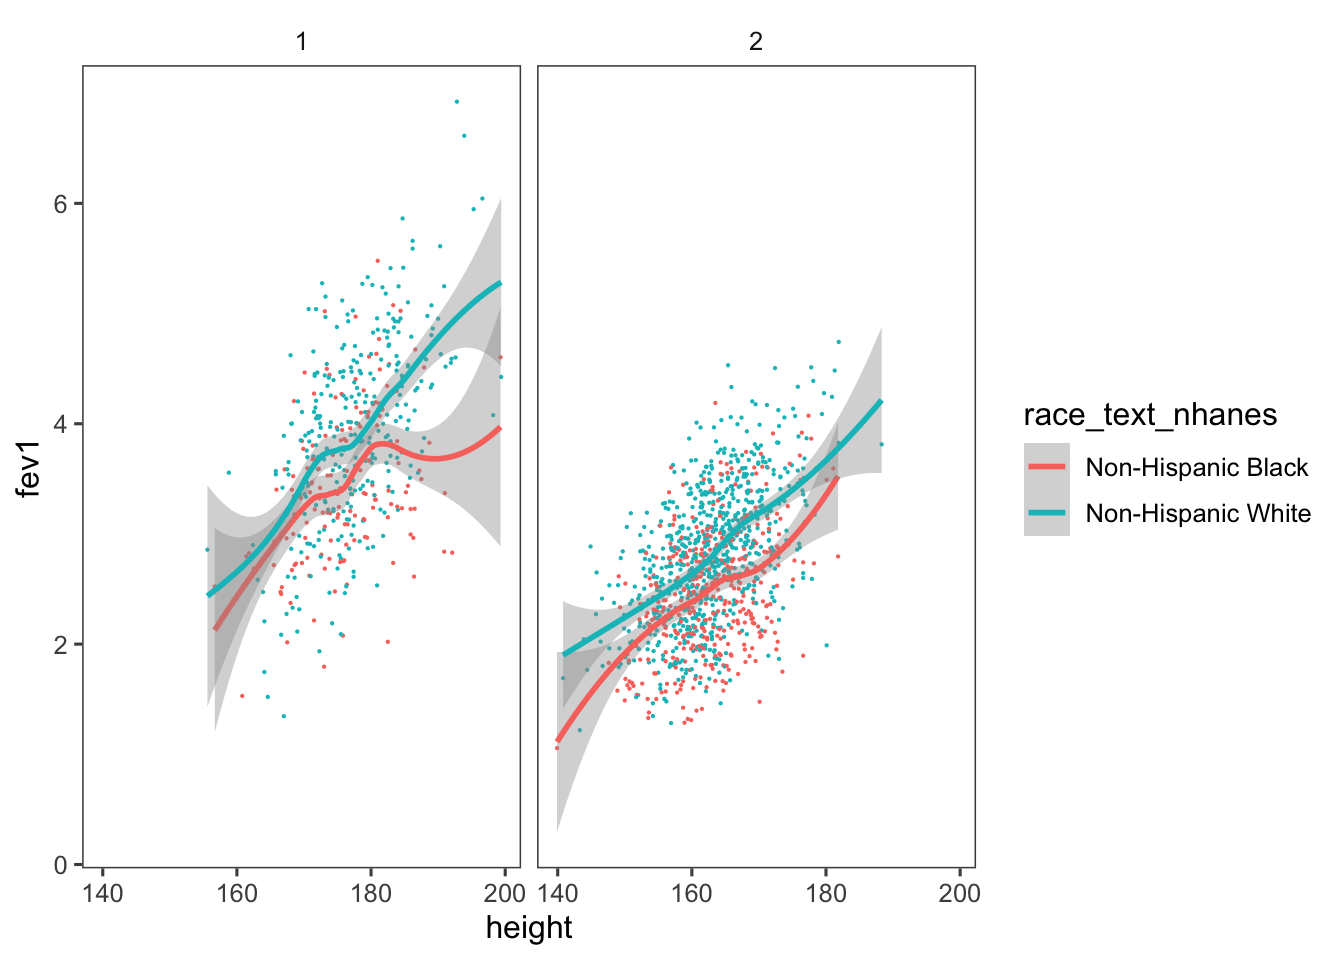 1 2
fev1
6
4
2
0
140 160 180 200 140 160 180 200
height
race_text_nhanes
Non-Hispanic Black
Non-Hispanic White